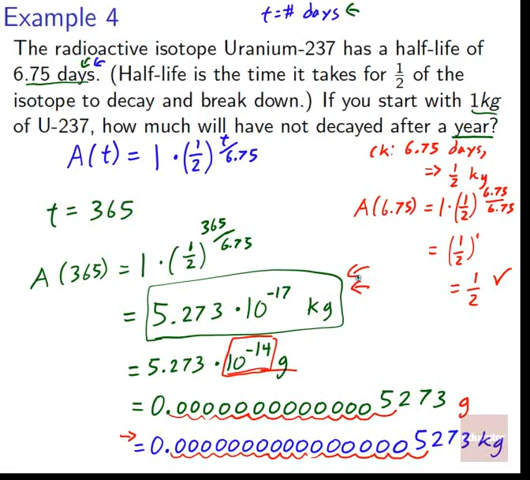 Example 4
t=# days ←
The radioactive isotope Uranium-237 has a half-life of
6.75 days. (Half-life is the time it takes for 1/2 of the
isotope to decay and break down.) If you start with 1kg
of U-237, how much will have not decayed after a year?
A(t) = 1 · (1/2)^t/6.75
ck: 6.75 days,
⇒ 1/2 kg
t = 365
A(6.75) = 1·(1/2)^6.75/6.75
= (1/2)^1
= 1/2 ✓
A(365) = 1 · (1/2)^365/6.75
= 5.273 · 10^-17 kg
= 5.273 · 10^-14 g
= 0.00000000000005273 g
→ = 0.00000000000000005273 kg